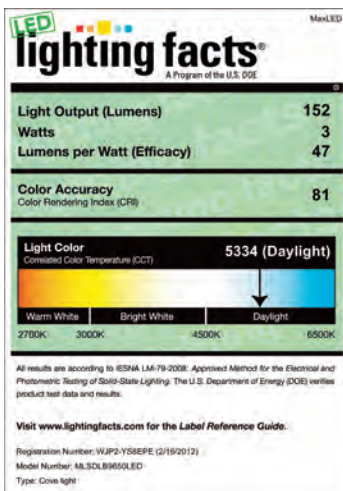 MaxLED
LED
lighting facts®
A Program of the U.S. DOE
Light Output (Lumens) 152
Watts 3
Lumens per Watt (Efficacy) 47
Color Accuracy 81
Color Rendering Index (CRI)
Light Color 5334 (Daylight)
Correlated Color Temperature (CCT)
Warm White Bright White Daylight
2700K 3000K 4500K 6500K
All results are according to IESNA LM-79-2008: Approved Method for the Electrical and
Photometric Testing of Solid-State Lighting. The U.S. Department of Energy (DOE) verifies
product test data and results.
Visit www.lightingfacts.com for the Label Reference Guide.
Registration Number: WJP2-YS8EPE (2/16/2012)
Model Number: MLSDLB9650LED
Type: Cove light